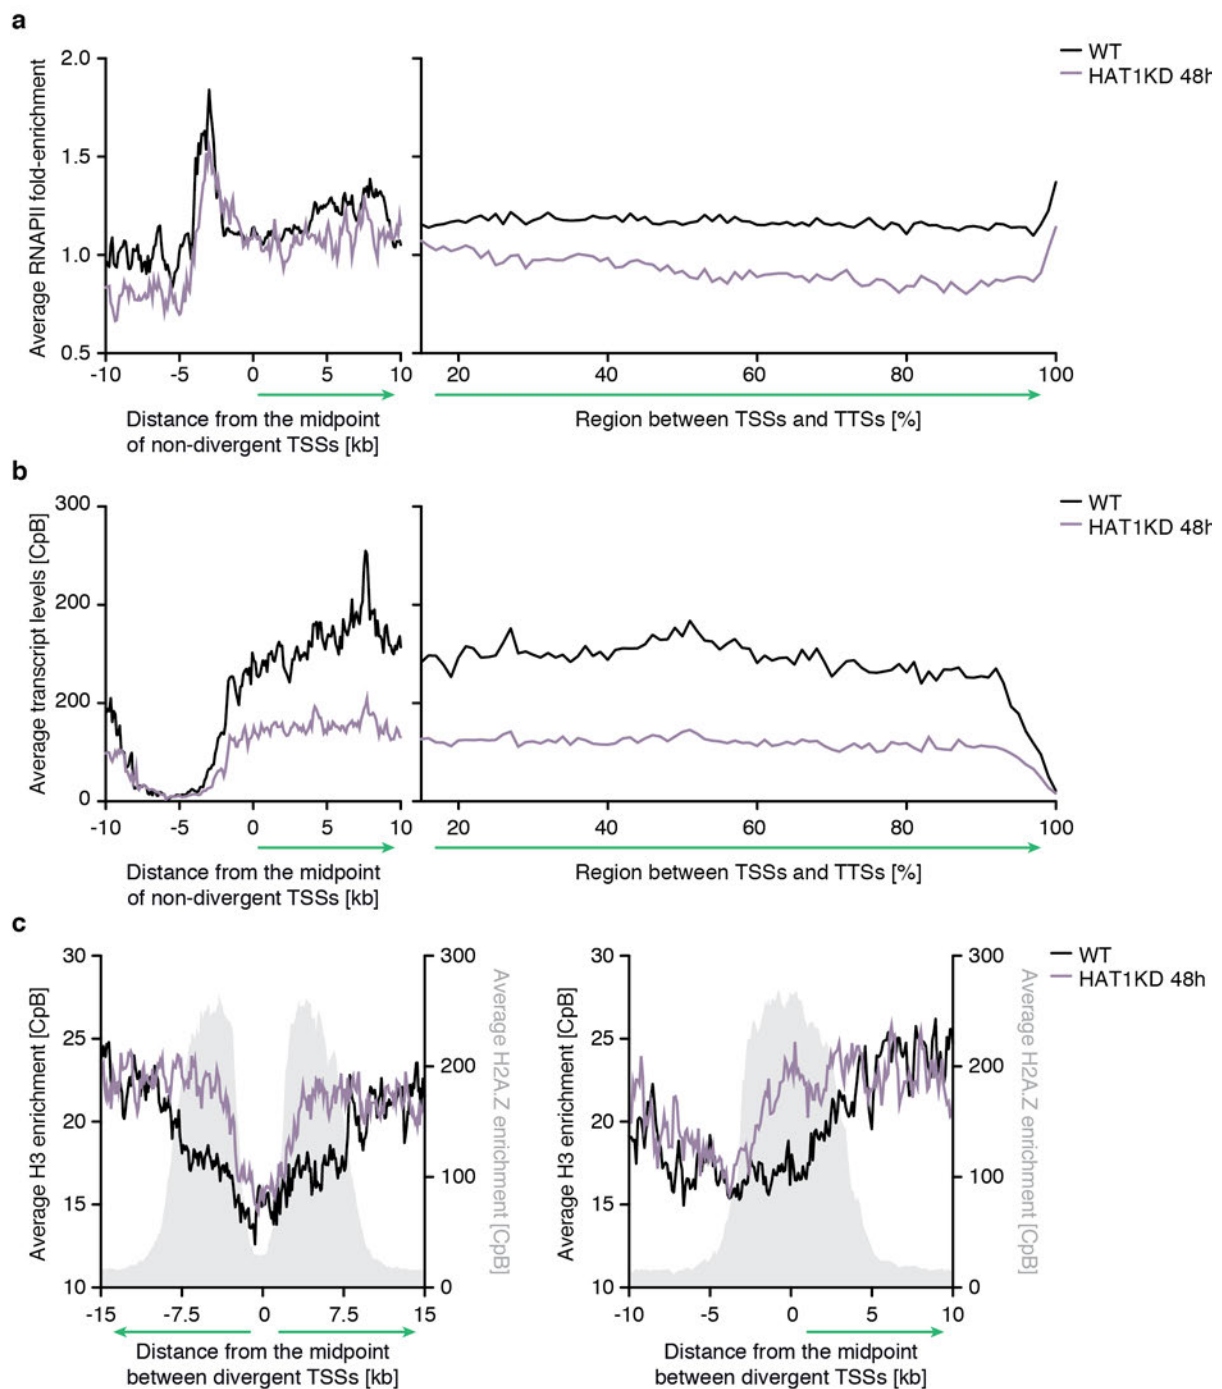 a
WT
HAT1KD 48h
Average RNAPII fold-enrichment
2.0
1.5
1.0
0.5
-10 -5 0 5 10 20 40 60 80 100
Distance from the midpoint
of non-divergent TSSs [kb]
Region between TSSs and TTSs [%]
b
WT
HAT1KD 48h
Average transcript levels [CpB]
300
200
200
0
-10 -5 0 5 10 20 40 60 80 100
Distance from the midpoint
of non-divergent TSSs [kb]
Region between TSSs and TTSs [%]
c
Average H3 enrichment [CpB]
30
25
20
15
10
300
200
100
0
Average H2A.Z enrichment
[CpB]
-15 -7.5 0 7.5 15
Distance from the midpoint
between divergent TSSs [kb]
Average H3 enrichment [CpB]
30
25
20
15
10
300
200
100
0
Average H2A.Z enrichment
[CpB]
-10 -5 0 5 10
Distance from the midpoint
between divergent TSSs [kb]
WT
HAT1KD 48h